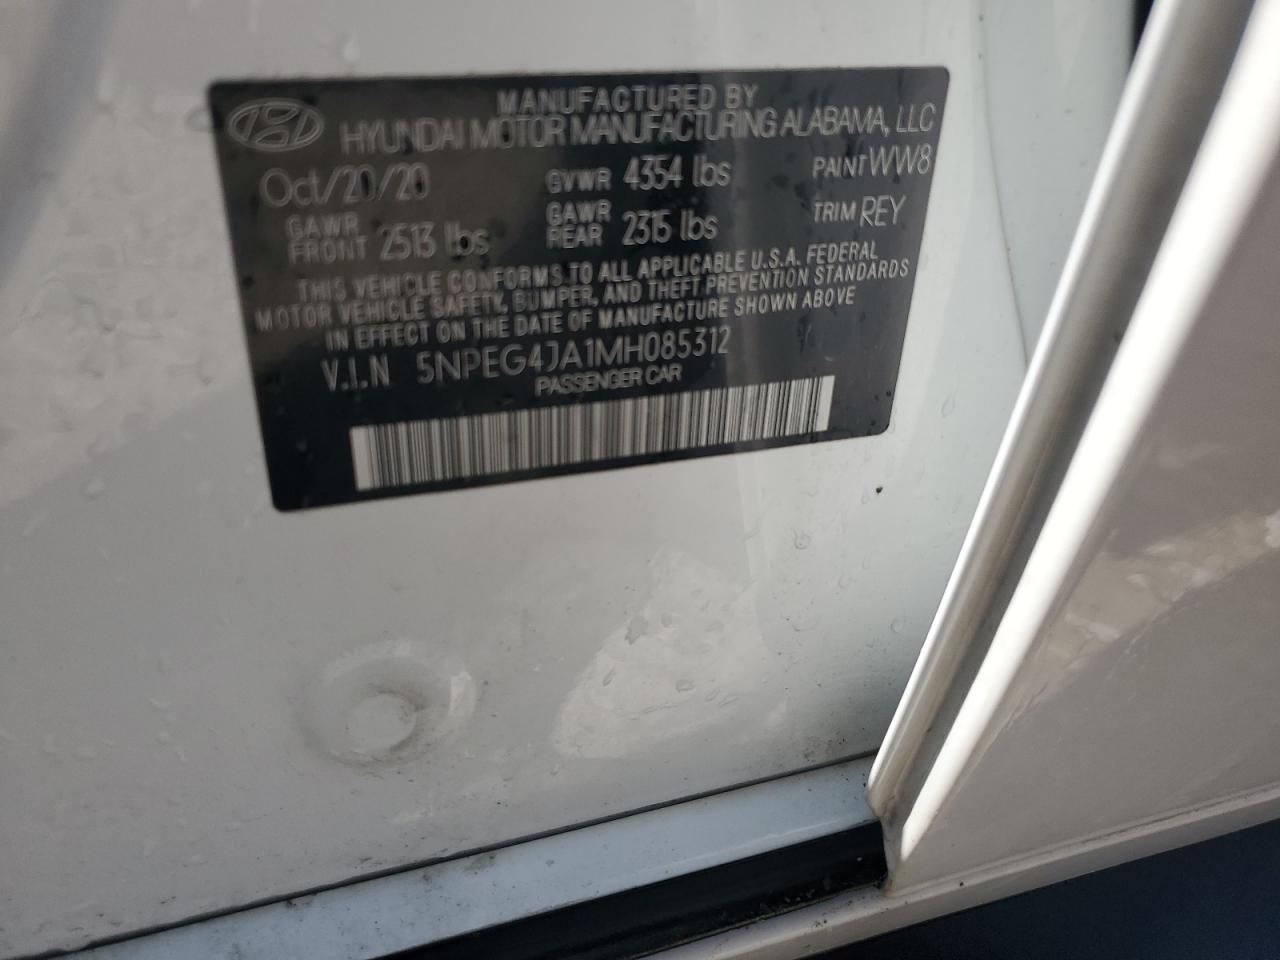 MANUFACTURED BY
HYUNDAI MOTOR MANUFACTURING ALABAMA, LLC
Oct/20/20 GVWR 4354 lbs PAINT WW8
GAWR FRONT 2513 lbs GAWR REAR 2315 lbs TRIM REY
THIS VEHICLE CONFORMS TO ALL APPLICABLE U.S.A. FEDERAL
MOTOR VEHICLE SAFETY, BUMPER, AND THEFT PREVENTION STANDARDS
IN EFFECT ON THE DATE OF MANUFACTURE SHOWN ABOVE
V.I.N 5NPEG4JA1MH085312
PASSENGER CAR